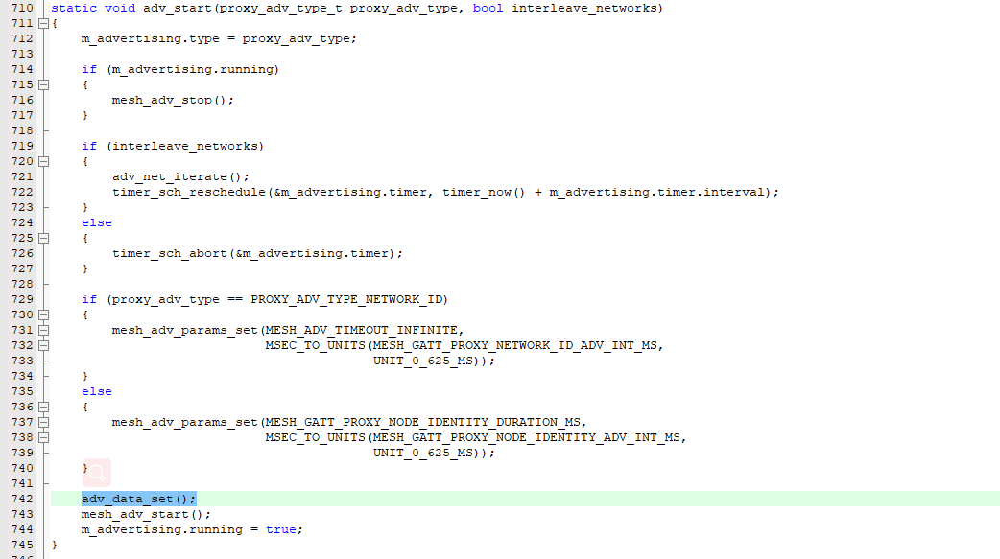 710 static void adv_start(proxy_adv_type_t proxy_adv_type, bool interleave_networks)
711 {
712     m_advertising.type = proxy_adv_type;
713
714     if (m_advertising.running)
715     {
716         mesh_adv_stop();
717     }
718
719     if (interleave_networks)
720     {
721         adv_net_iterate();
722         timer_sch_reschedule(&m_advertising.timer, timer_now() + m_advertising.timer.interval);
723     }
724     else
725     {
726         timer_sch_abort(&m_advertising.timer);
727     }
728
729     if (proxy_adv_type == PROXY_ADV_TYPE_NETWORK_ID)
730     {
731         mesh_adv_params_set(MESH_ADV_TIMEOUT_INFINITE,
732                             MSEC_TO_UNITS(MESH_GATT_PROXY_NETWORK_ID_ADV_INT_MS,
733                                           UNIT_0_625_MS));
734     }
735     else
736     {
737         mesh_adv_params_set(MESH_GATT_PROXY_NODE_IDENTITY_DURATION_MS,
738                             MSEC_TO_UNITS(MESH_GATT_PROXY_NODE_IDENTITY_ADV_INT_MS,
739                                           UNIT_0_625_MS));
740     }
741
742     adv_data_set();
743     mesh_adv_start();
744     m_advertising.running = true;
745 }